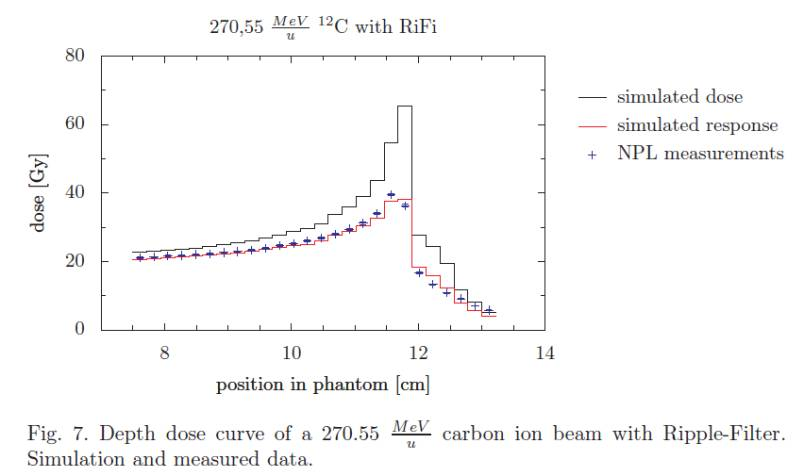 270,55 MeV/u ¹²C with RiFi
80
60
40
20
0
dose [Gy]
8 10 12 14
position in phantom [cm]
simulated dose
simulated response
NPL measurements
Fig. 7. Depth dose curve of a 270.55 MeV/u carbon ion beam with Ripple-Filter.
Simulation and measured data.